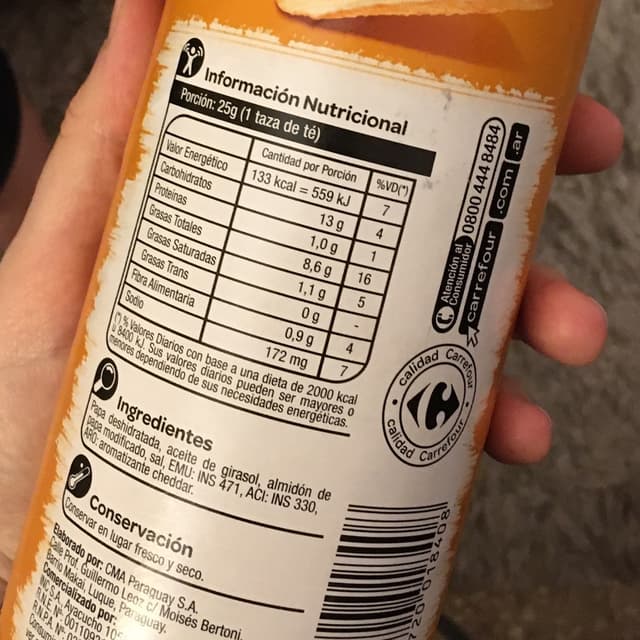 Información Nutricional
Porción: 25g (1 taza de té)
Cantidad por Porción %VD(*)
Valor Energético 133 kcal = 559 kJ 7
Carbohidratos 13 g 4
Proteínas 1,0 g 1
Grasas Totales 8,6 g 16
Grasas Saturadas 1,1 g 5
Grasas Trans 0 g -
Fibra Alimentaria 0,9 g 4
Sodio 172 mg 7
(*) % Valores Diarios con base a una dieta de 2000 kcal
u 8400 kJ. Sus valores diarios pueden ser mayores o
menores dependiendo de sus necesidades energéticas.
Ingredientes
Papa deshidratada, aceite de girasol, almidón de
papa modificado, sal, EMU: INS 471, ACI: INS 330,
ARO: aromatizante cheddar.
Conservación
Conservar en lugar fresco y seco.
Elaborado por: CMA Paraguay S.A.
Calle Prof. Guillermo Leoz c/ Moisés Bertoni.
Barrio Makai, Luque, Paraguay.
Comercializado por:
INC S.A. Ayacucho
R.N.E. N°
R.N.P.A. N°
Atención al
Consumidor 0800 444 8484
carrefour .com .ar
calidad Carrefour
calidad Carrefour